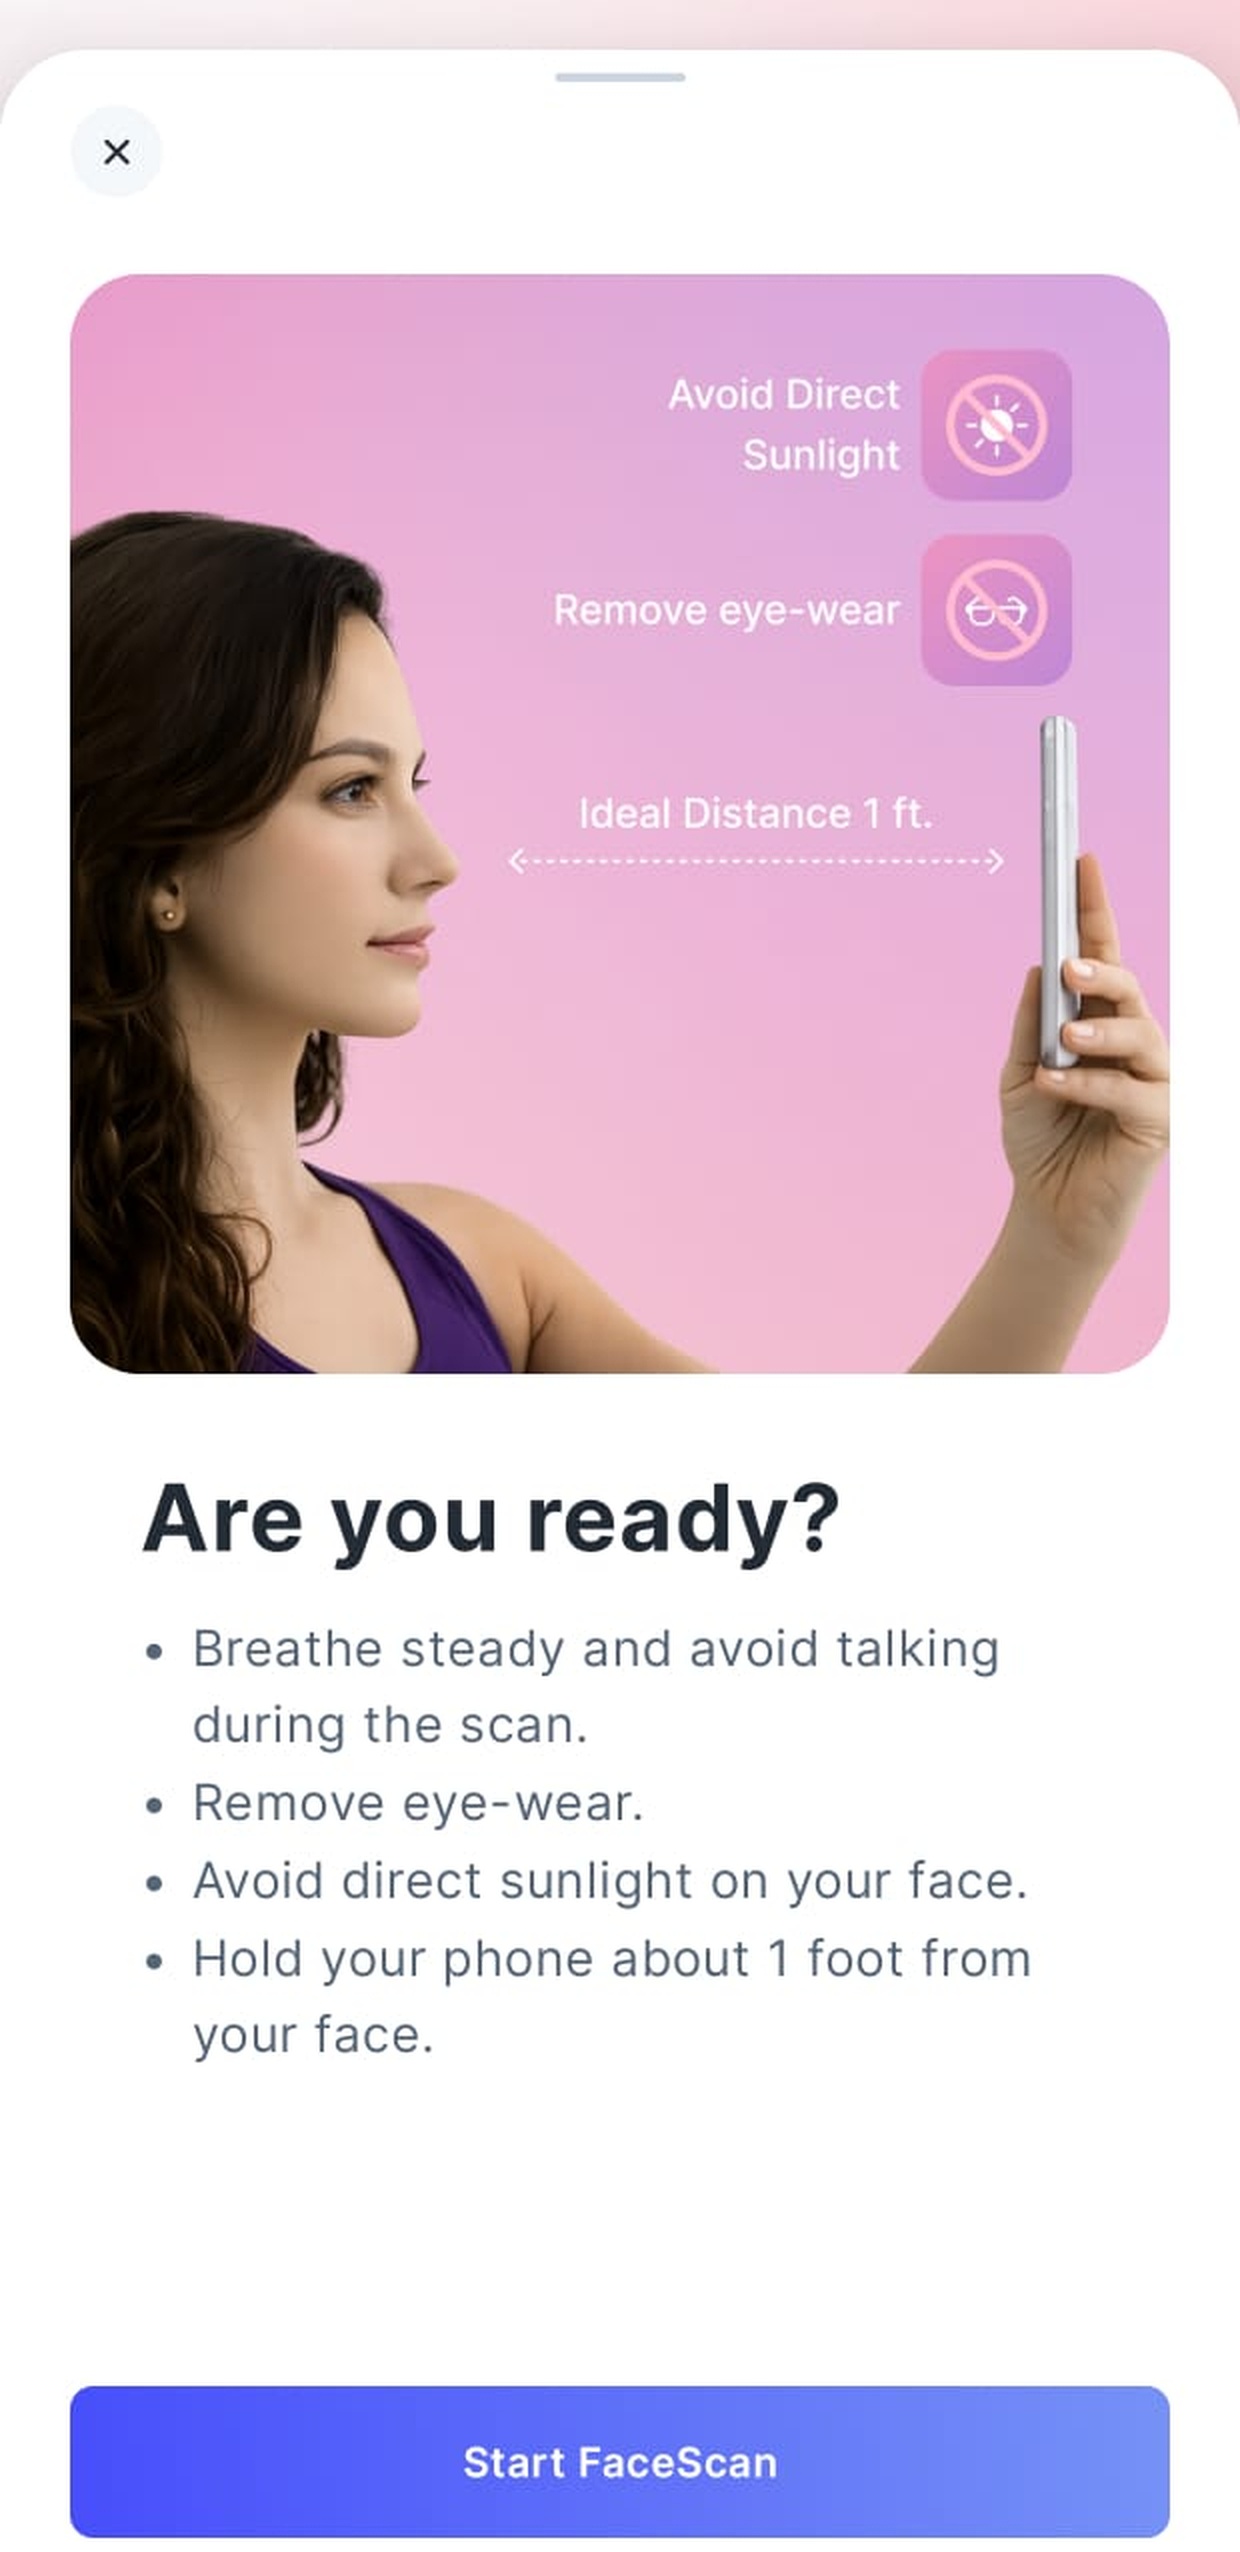 Avoid Direct
Sunlight
Remove eye-wear
Ideal Distance 1 ft.
Are you ready?
• Breathe steady and avoid talking
during the scan.
• Remove eye-wear.
• Avoid direct sunlight on your face.
• Hold your phone about 1 foot from
your face.
Start FaceScan